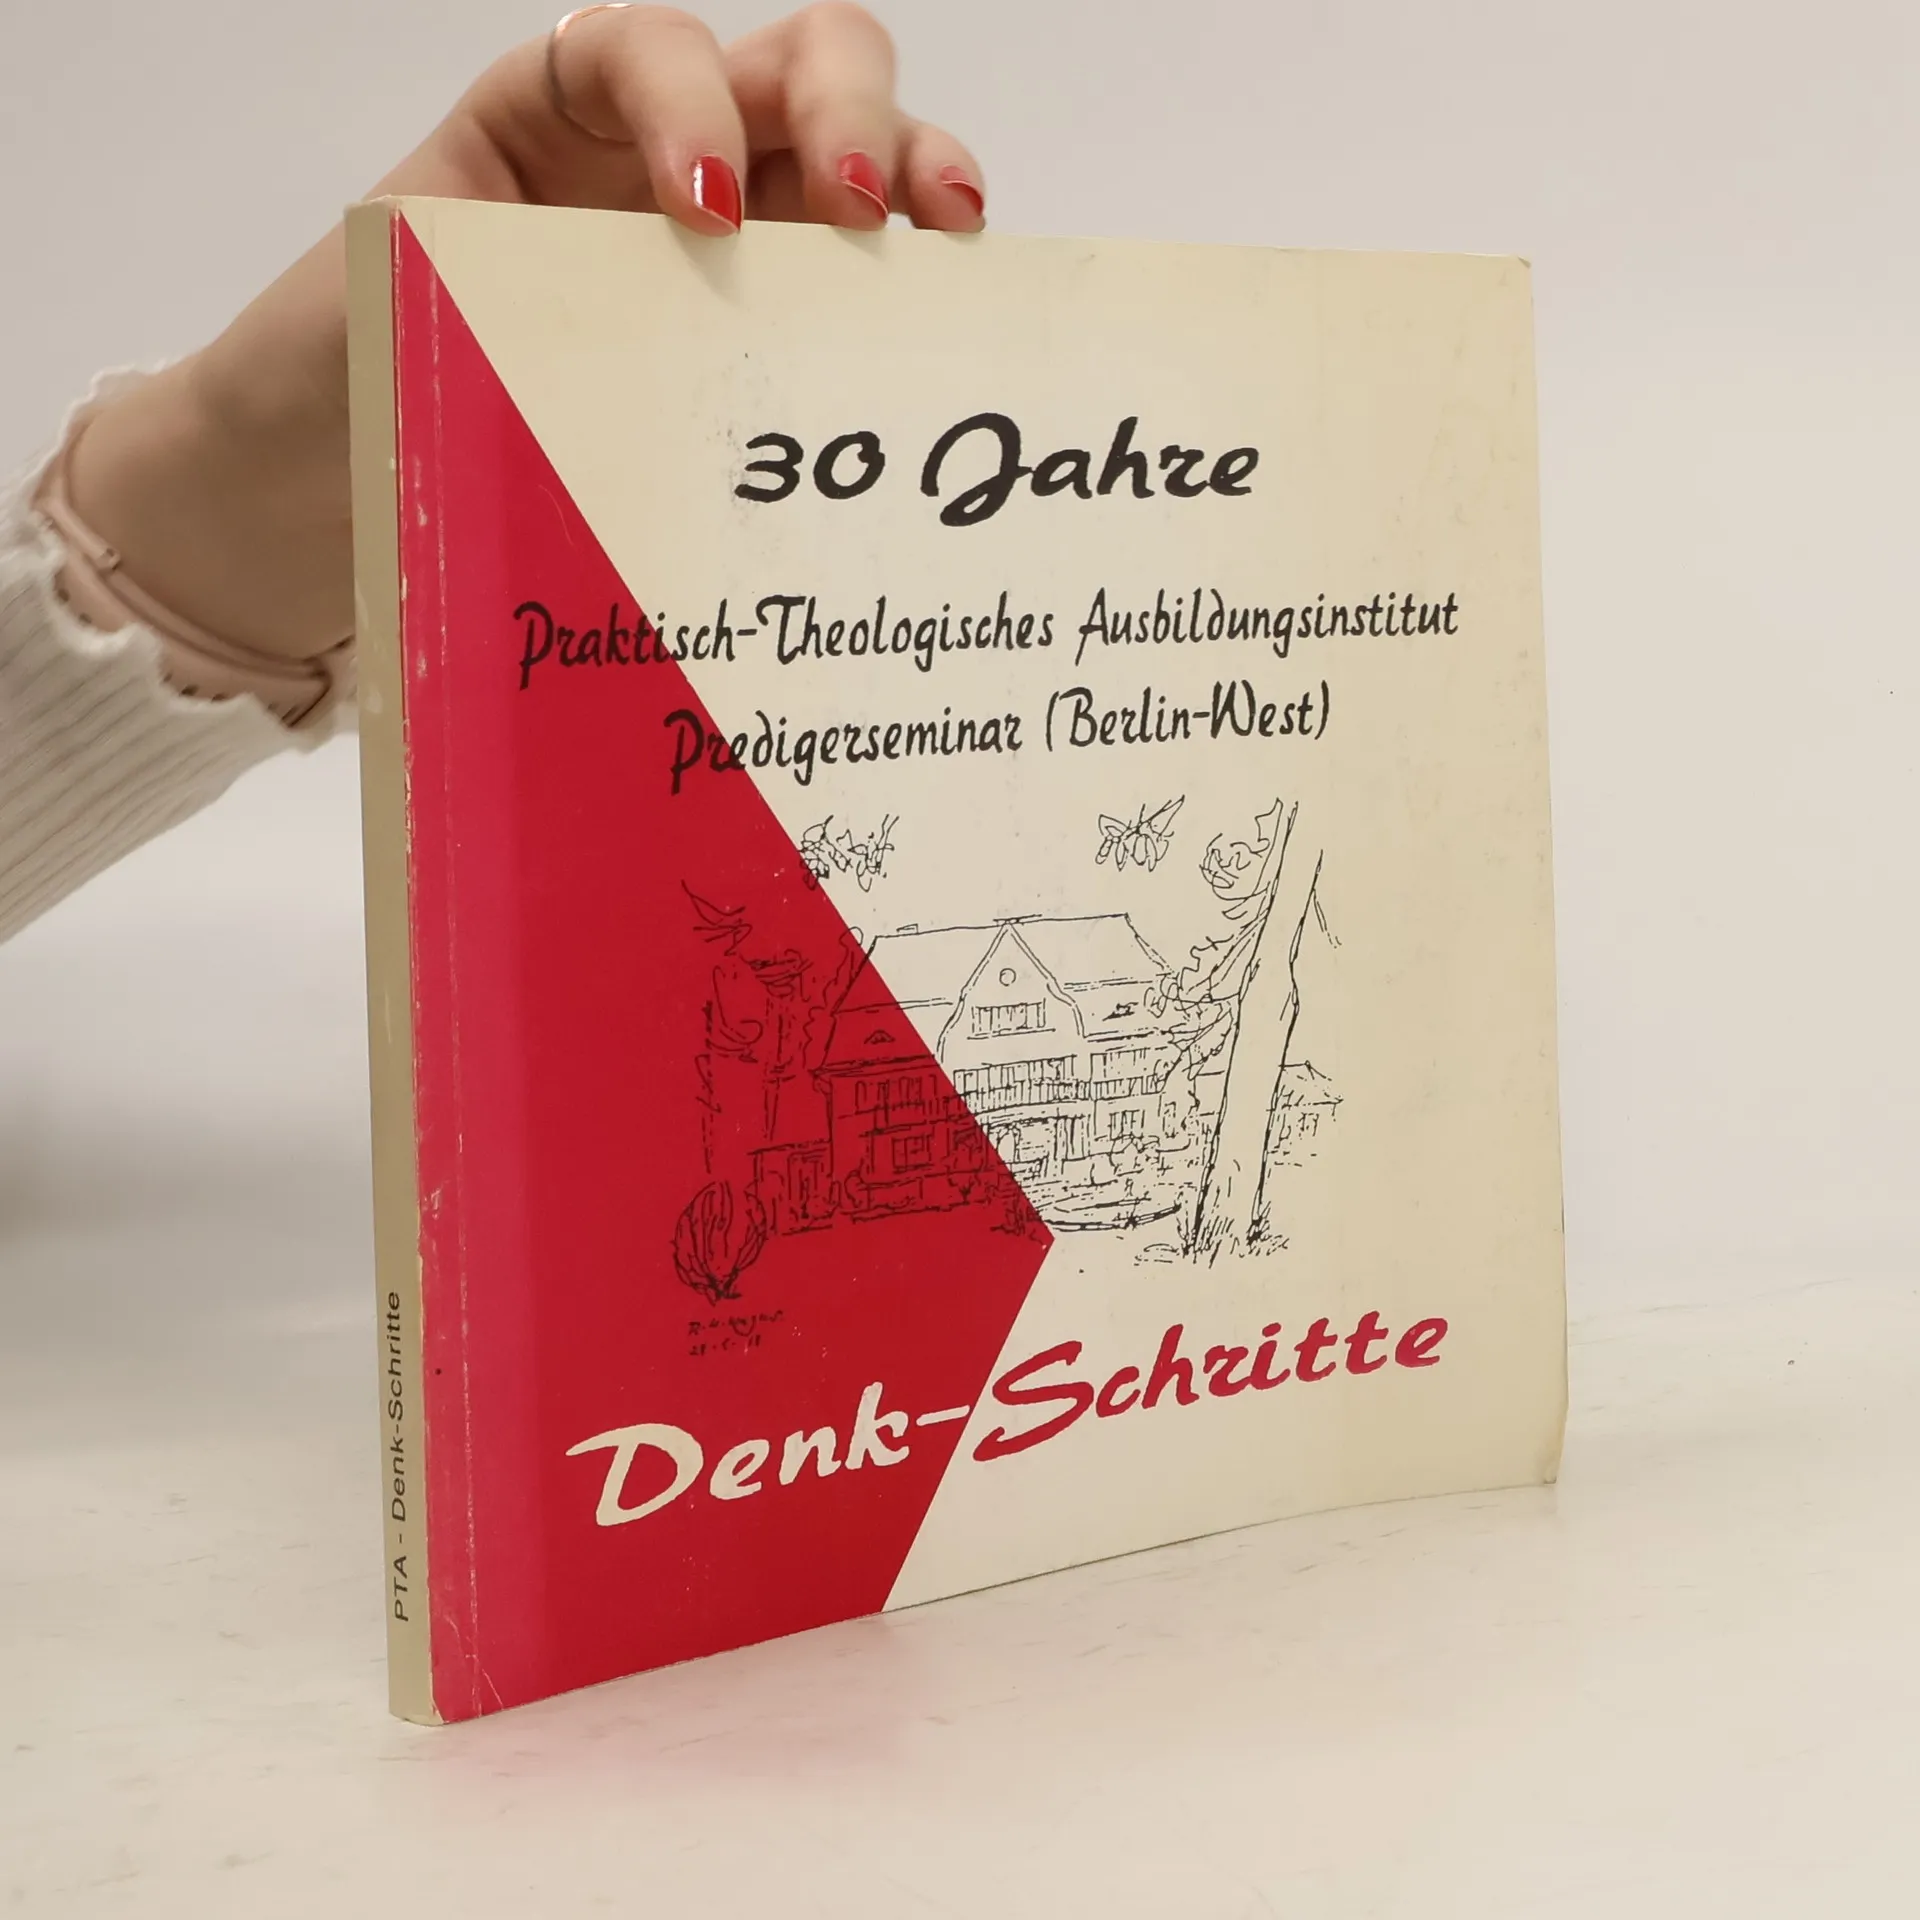 30 Jahre
Praktisch-Theologisches Ausbildungsinstitut
Predigerseminar (Berlin-West)
Denk-Schritte
PTA - Denk-Schritte